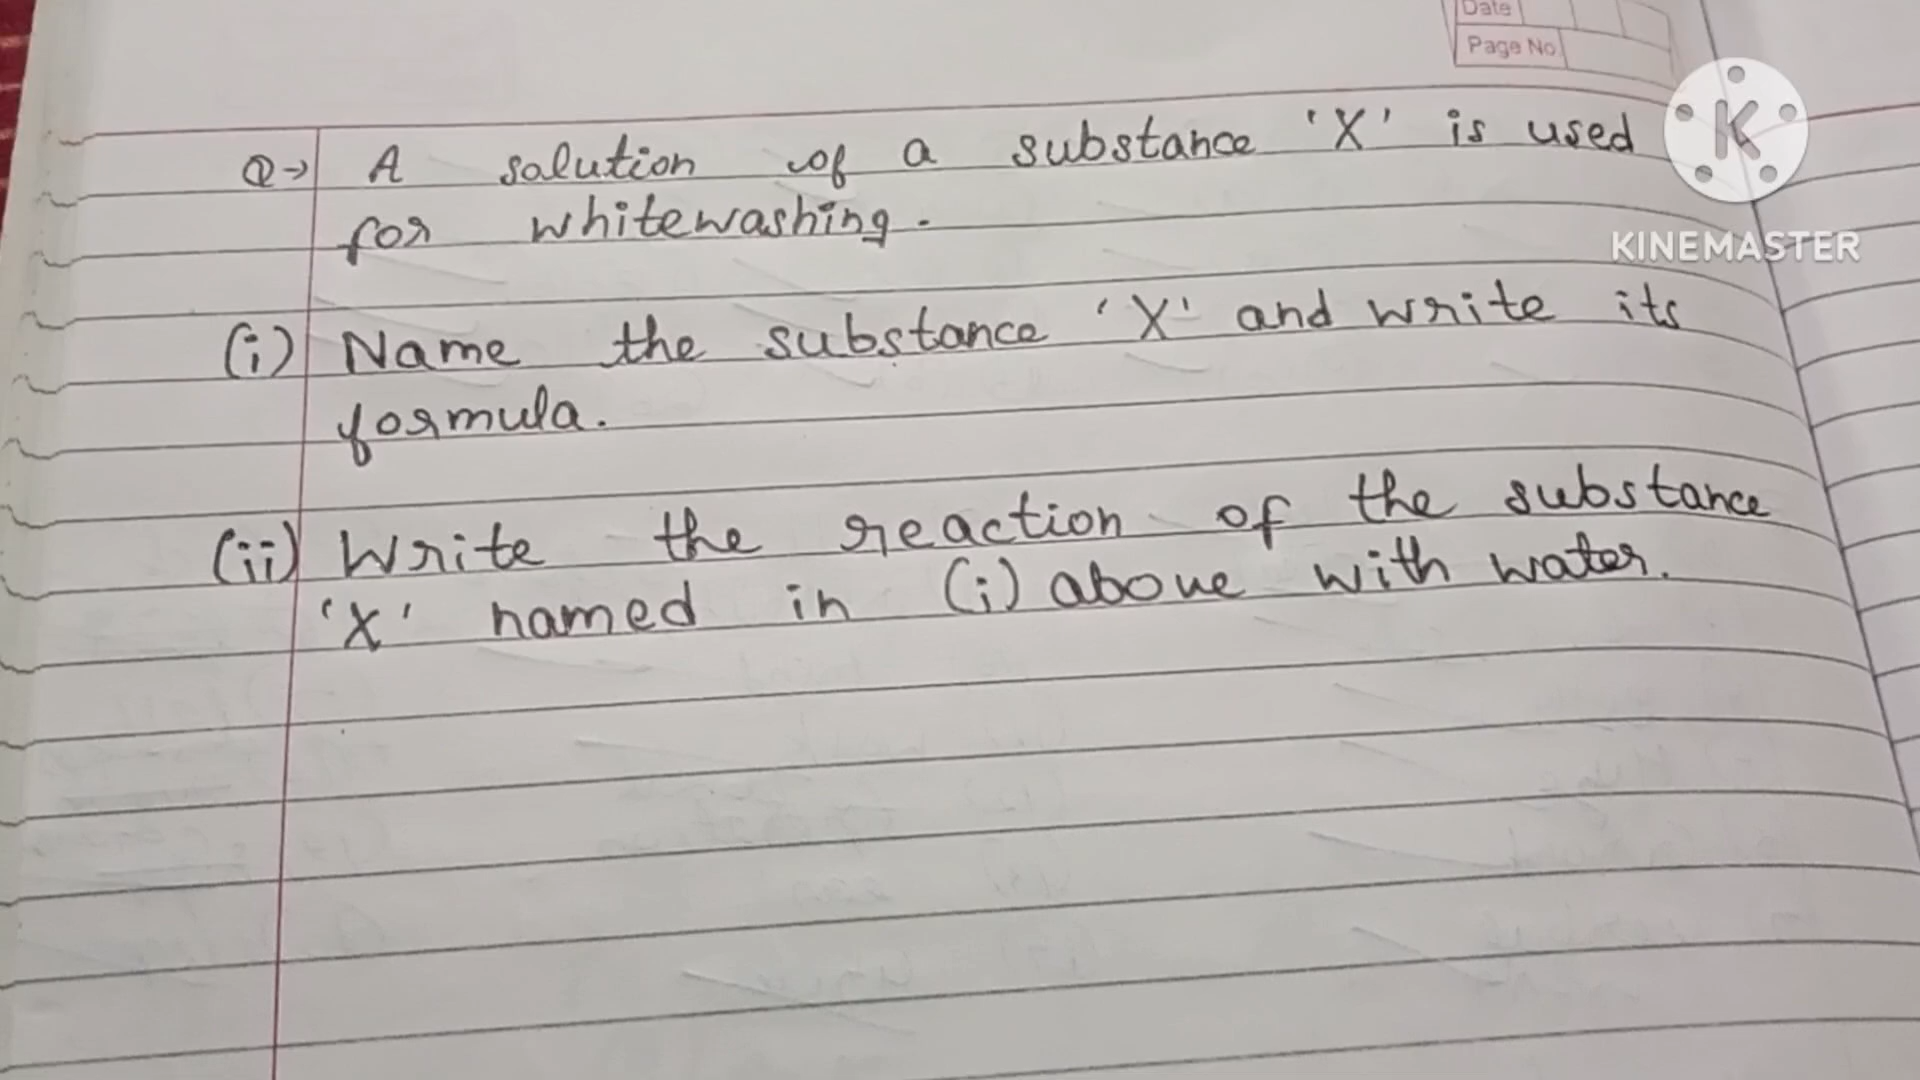 Date
Page No.
Q→ A solution of a substance 'X' is used
for whitewashing.
KINEMASTER
(i) Name the substance 'X' and write its
formula.
(ii) Write the reaction of the substance
'X' named in (i) above with water.